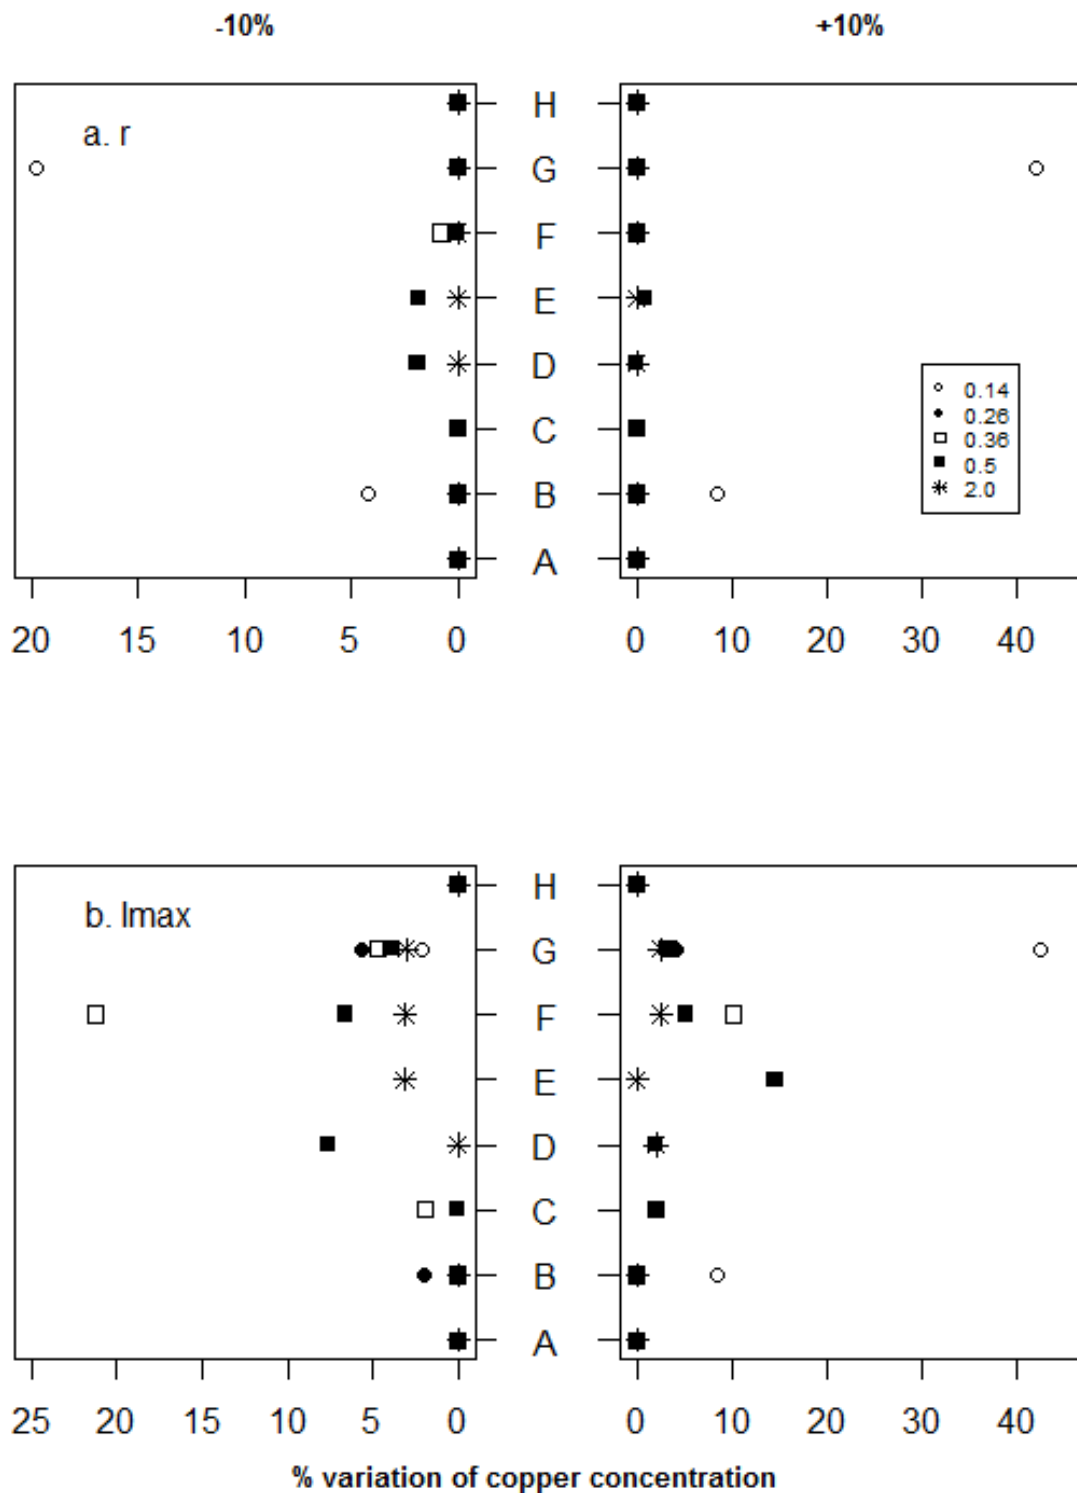 -10% +10%
a. r
H
G
F
E
D
C
B
A
0.14
0.26
0.36
0.5
2.0
20 15 10 5 0 0 10 20 30 40
b. Imax
H
G
F
E
D
C
B
A
25 20 15 10 5 0 0 10 20 30 40
% variation of copper concentration